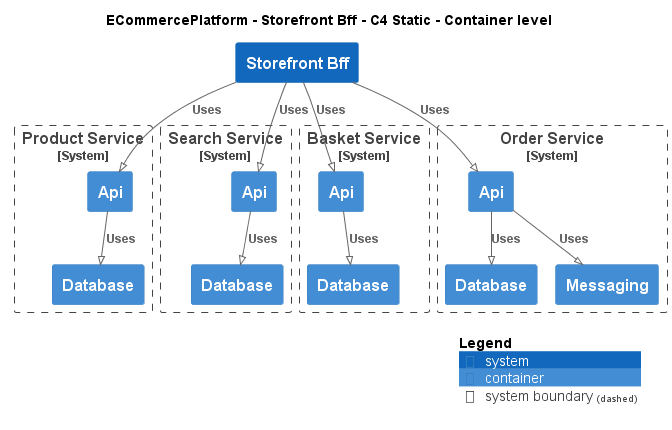 ECommercePlatform - Storefront Bff - C4 Static - Container level
Storefront Bff
Uses
Uses
Uses
Uses
Product Service
[System]
Search Service
[System]
Basket Service
[System]
Order Service
[System]
Api
Api
Api
Api
Uses
Uses
Uses
Uses
Uses
Database
Database
Database
Database
Messaging
Legend
system
container
system boundary (dashed)